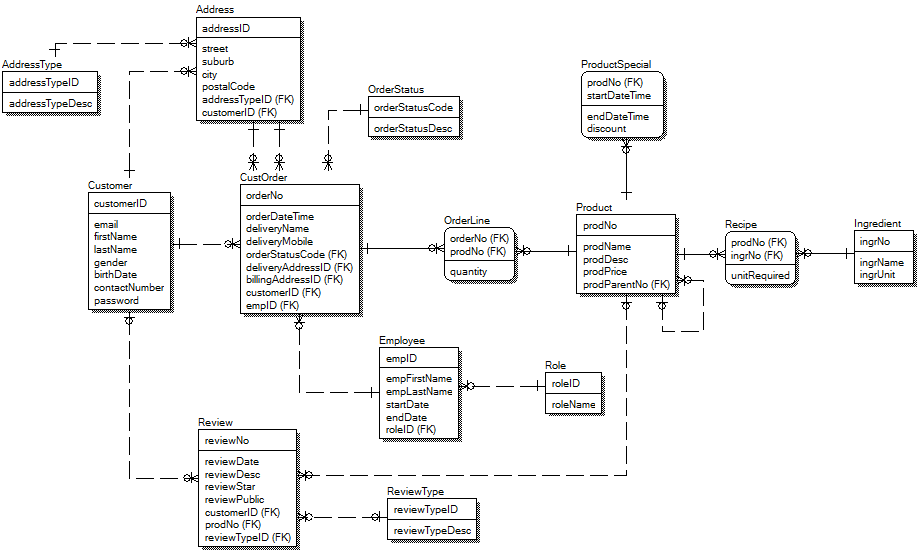 Address
addressID
street
suburb
city
postalCode
addressTypeID (FK)
customerID (FK)
AddressType
addressTypeID
addressTypeDesc
OrderStatus
orderStatusCode
orderStatusDesc
ProductSpecial
prodNo (FK)
startDateTime
endDateTime
discount
Customer
customerID
email
firstName
lastName
gender
birthDate
contactNumber
password
CustOrder
orderNo
orderDateTime
deliveryName
deliveryMobile
orderStatusCode (FK)
deliveryAddressID (FK)
billingAddressID (FK)
customerID (FK)
empID (FK)
OrderLine
orderNo (FK)
prodNo (FK)
quantity
Product
prodNo
prodName
prodDesc
prodPrice
prodParentNo (FK)
Recipe
prodNo (FK)
ingrNo (FK)
unitRequired
Ingredient
ingrNo
ingrName
ingrUnit
Employee
empID
empFirstName
empLastName
startDate
endDate
roleID (FK)
Role
roleID
roleName
Review
reviewNo
reviewDate
reviewDesc
reviewStar
reviewPublic
customerID (FK)
prodNo (FK)
reviewTypeID (FK)
ReviewType
reviewTypeID
reviewTypeDesc